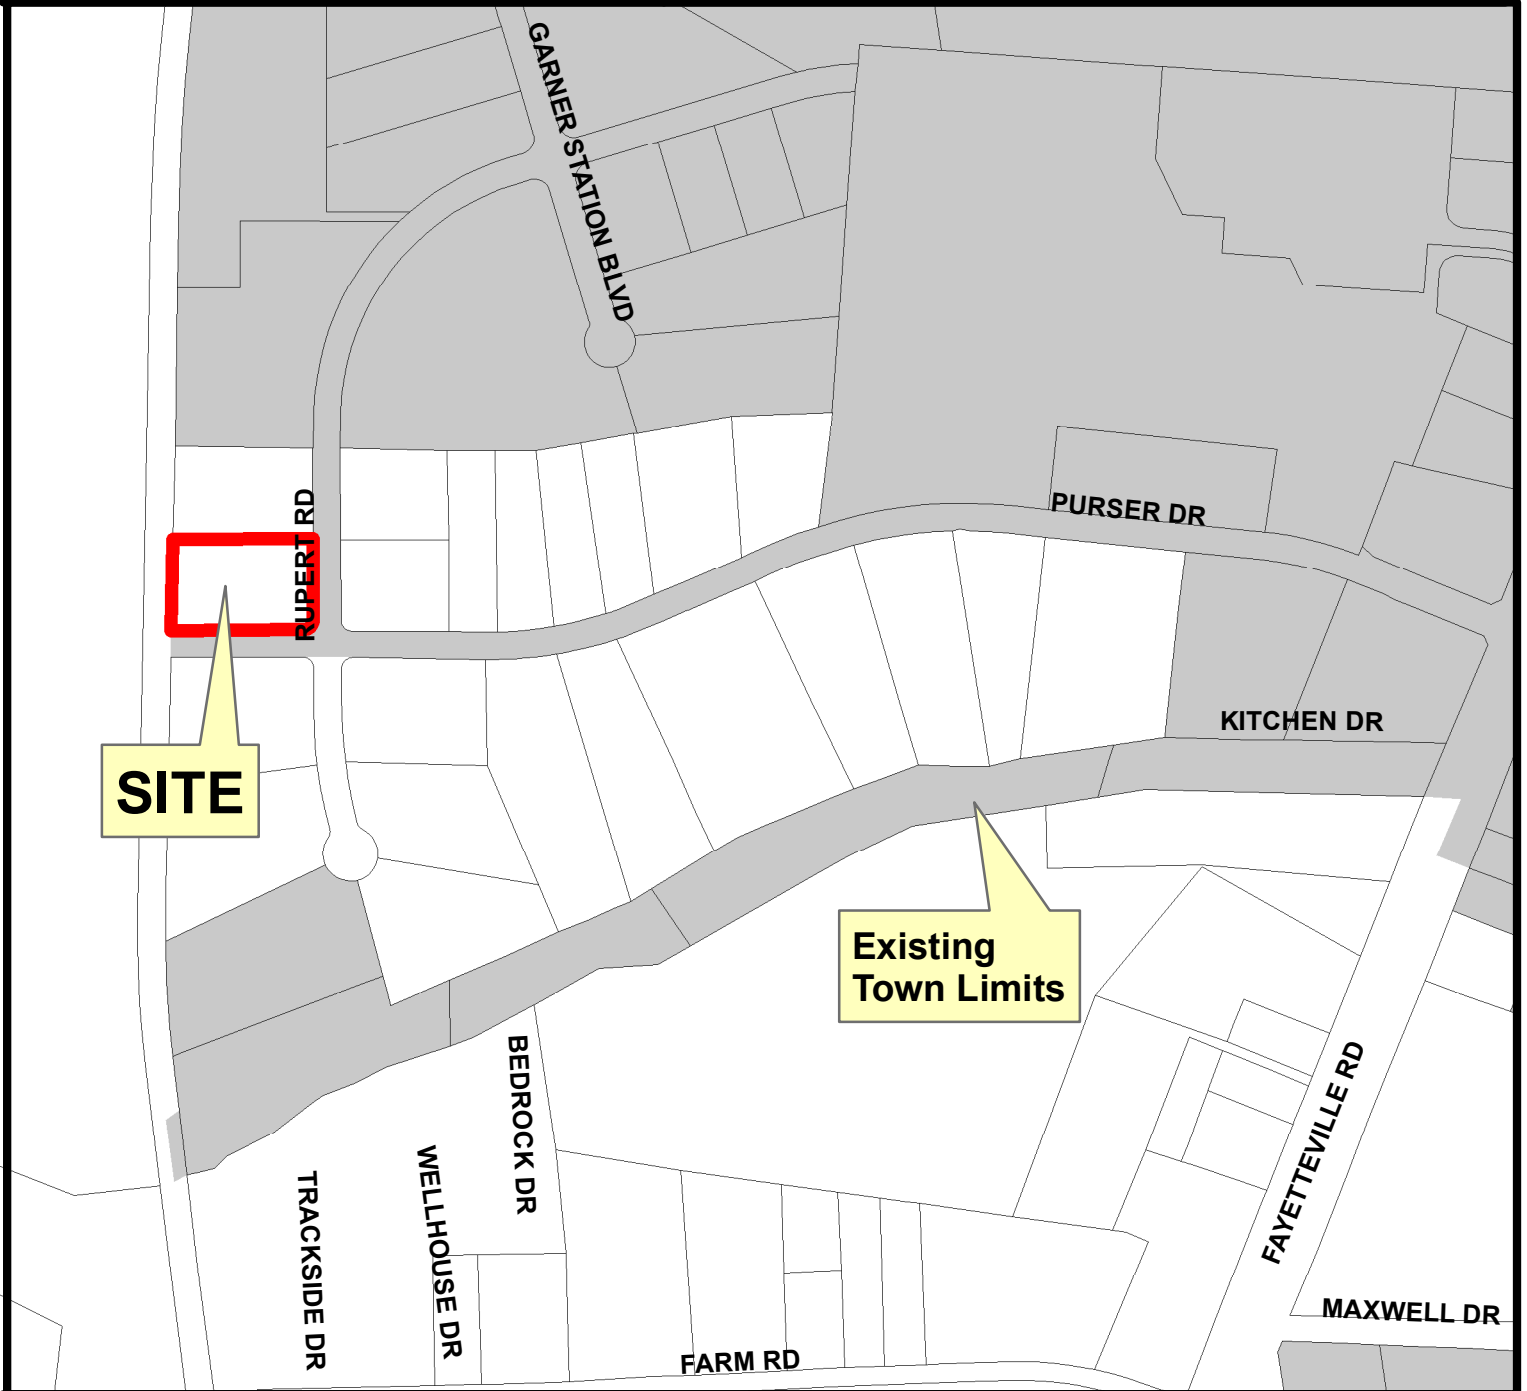 GARNER STATION BLVD
RUPERT RD
PURSER DR
KITCHEN DR
SITE
Existing
Town Limits
BEDROCK DR
WELLHOUSE DR
TRACKSIDE DR
FAYETTEVILLE RD
MAXWELL DR
FARM RD